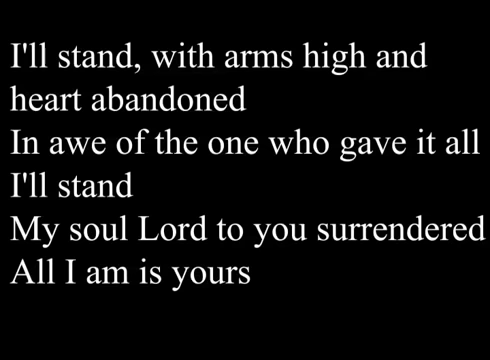 I'll stand, with arms high and
heart abandoned
In awe of the one who gave it all
I'll stand
My soul Lord to you surrendered
All I am is yours